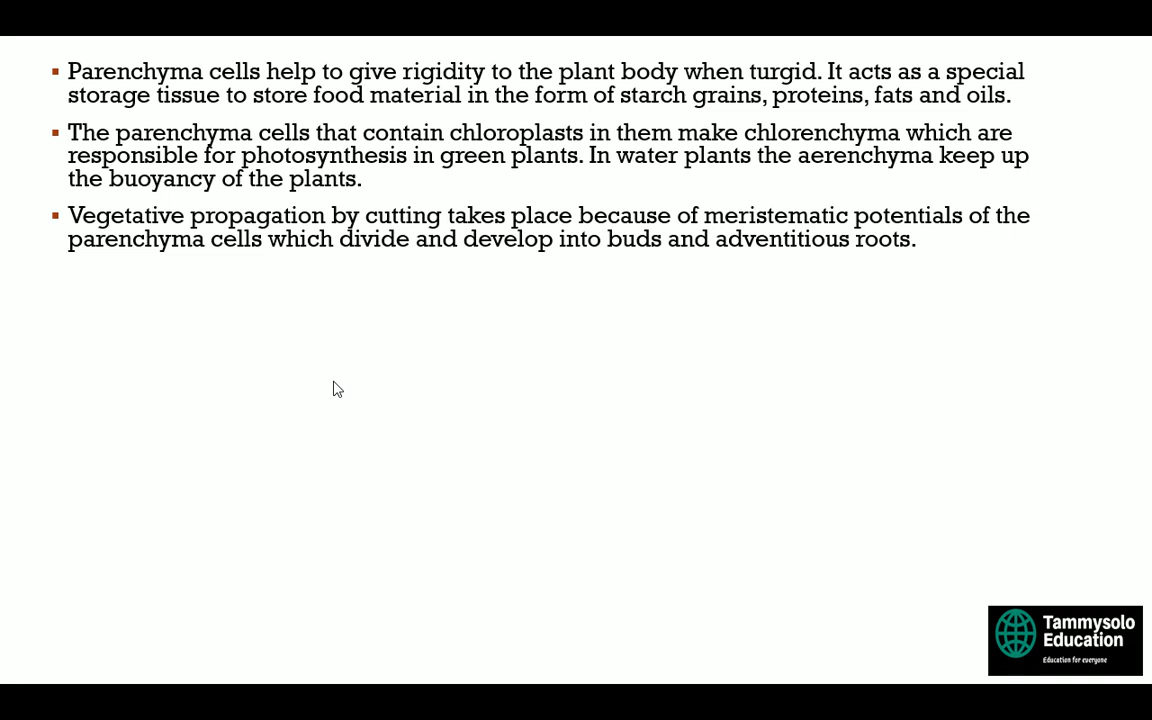 ▪ Parenchyma cells help to give rigidity to the plant body when turgid. It acts as a special
storage tissue to store food material in the form of starch grains, proteins, fats and oils.
▪ The parenchyma cells that contain chloroplasts in them make chlorenchyma which are
responsible for photosynthesis in green plants. In water plants the aerenchyma keep up
the buoyancy of the plants.
▪ Vegetative propagation by cutting takes place because of meristematic potentials of the
parenchyma cells which divide and develop into buds and adventitious roots.
Tammysolo
Education
Education for everyone